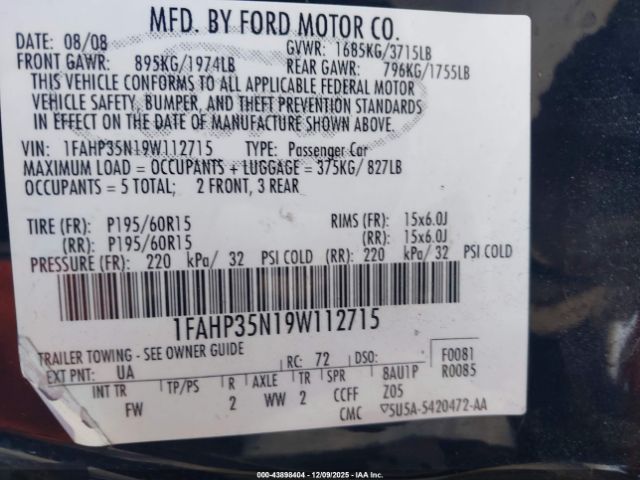 MFD. BY FORD MOTOR CO.
DATE: 08/08 GVWR: 1685KG/3715LB
FRONT GAWR: 895KG/1974LB REAR GAWR: 796KG/1755LB
THIS VEHICLE CONFORMS TO ALL APPLICABLE FEDERAL MOTOR
VEHICLE SAFETY, BUMPER, AND THEFT PREVENTION STANDARDS
IN EFFECT ON THE DATE OF MANUFACTURE SHOWN ABOVE.
VIN: 1FAHP35N19W112715 TYPE: Passenger Car
MAXIMUM LOAD = OCCUPANTS + LUGGAGE = 375KG/ 827LB
OCCUPANTS = 5 TOTAL; 2 FRONT, 3 REAR
TIRE (FR): P195/60R15 RIMS (FR): 15x6.0J
(RR): P195/60R15 (RR): 15x6.0J
PRESSURE (FR): 220 kPa/ 32 PSI COLD (RR): 220 kPa/ 32 PSI COLD
1FAHP35N19W112715
TRAILER TOWING - SEE OWNER GUIDE
EXT PNT: UA RC: 72 DSO: F0081
INT TR TP/PS R AXLE TR SPR 8AU1P R0085
FW 2 WW 2 CCFF Z05
CMC ▽5U5A-5420472-AA
000-43898404 - 12/09/2025 - IAA Inc.